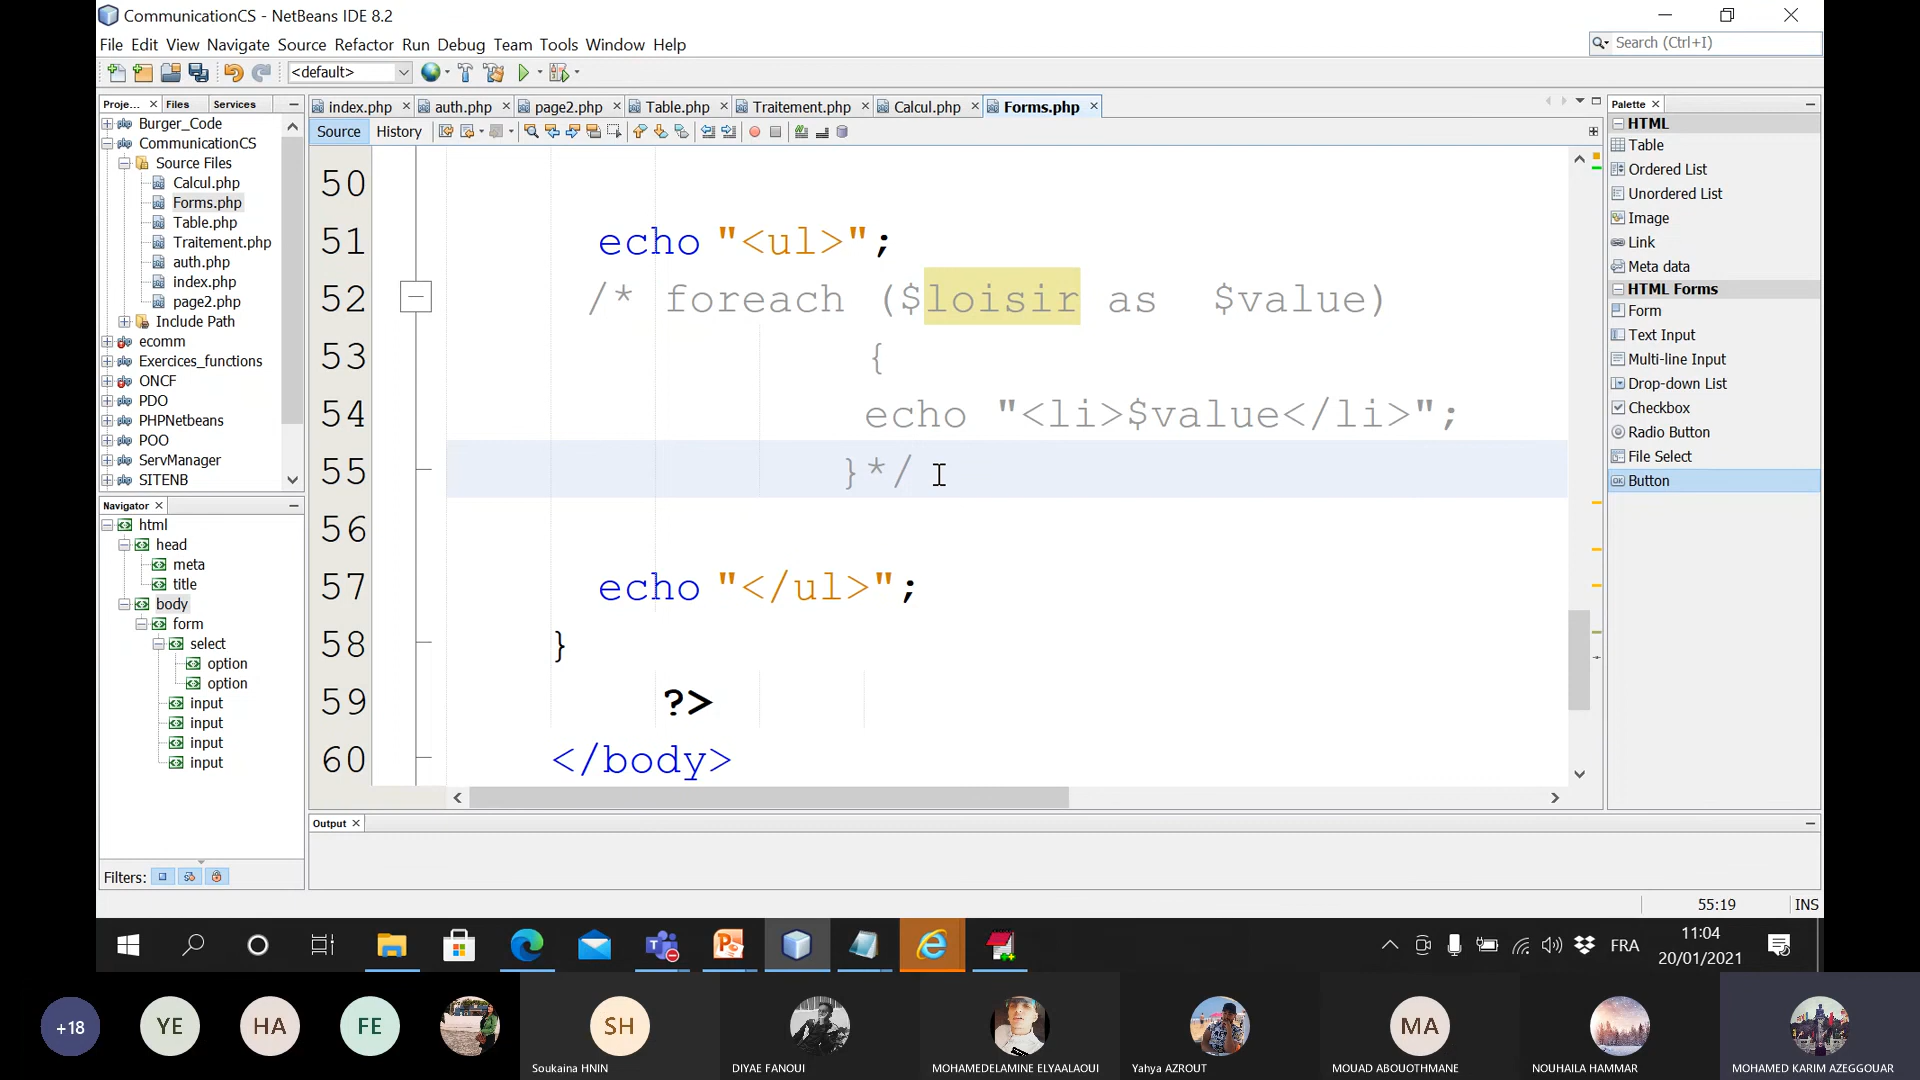 CommunicationCS - NetBeans IDE 8.2
File Edit View Navigate Source Refactor Run Debug Team Tools Window Help
Search (Ctrl+I)
<default>
Proje... Files Services
index.php auth.php page2.php Table.php Traitement.php Calcul.php Forms.php
Palette
Source History
Burger_Code
CommunicationCS
Source Files
Calcul.php
Forms.php
Table.php
Traitement.php
auth.php
index.php
page2.php
Include Path
ecomm
Exercices_functions
ONCF
PDO
PHPNetbeans
POO
ServManager
SITENB
Navigator
html
head
meta
title
body
form
select
option
option
input
input
input
input
Filters:
50
51 echo "<ul>";
52 /* foreach ($loisir as $value)
53 {
54 echo "<li>$value</li>";
55 }*/
56
57 echo "</ul>";
58 }
59 ?>
60 </body>
HTML
Table
Ordered List
Unordered List
Image
Link
Meta data
HTML Forms
Form
Text Input
Multi-line Input
Drop-down List
Checkbox
Radio Button
File Select
Button
Output
55:19 INS
FRA
11:04
20/01/2021
+18 YE HA FE SH MA
Soukaina HNIN
DIYAE FANOUI
MOHAMEDELAMINE ELYAALAOUI
Yahya AZROUT
MOUAD ABOUOTHMANE
NOUHAILA HAMMAR
MOHAMED KARIM AZEGGOUAR